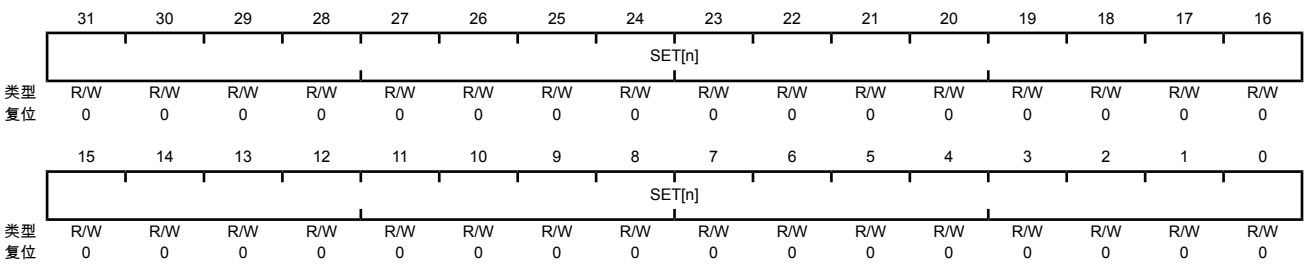 31 30 29 28 27 26 25 24 23 22 21 20 19 18 17 16
SET[n]
类型 R/W R/W R/W R/W R/W R/W R/W R/W R/W R/W R/W R/W R/W R/W R/W R/W
复位 0 0 0 0 0 0 0 0 0 0 0 0 0 0 0 0
15 14 13 12 11 10 9 8 7 6 5 4 3 2 1 0
SET[n]
类型 R/W R/W R/W R/W R/W R/W R/W R/W R/W R/W R/W R/W R/W R/W R/W R/W
复位 0 0 0 0 0 0 0 0 0 0 0 0 0 0 0 0